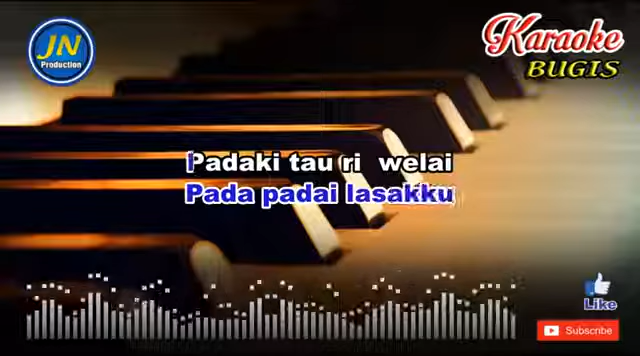 JN
Production
Karaoke
BUGIS
Padaki tau ri welai
Pada padai lasakku
Like
Subscribe